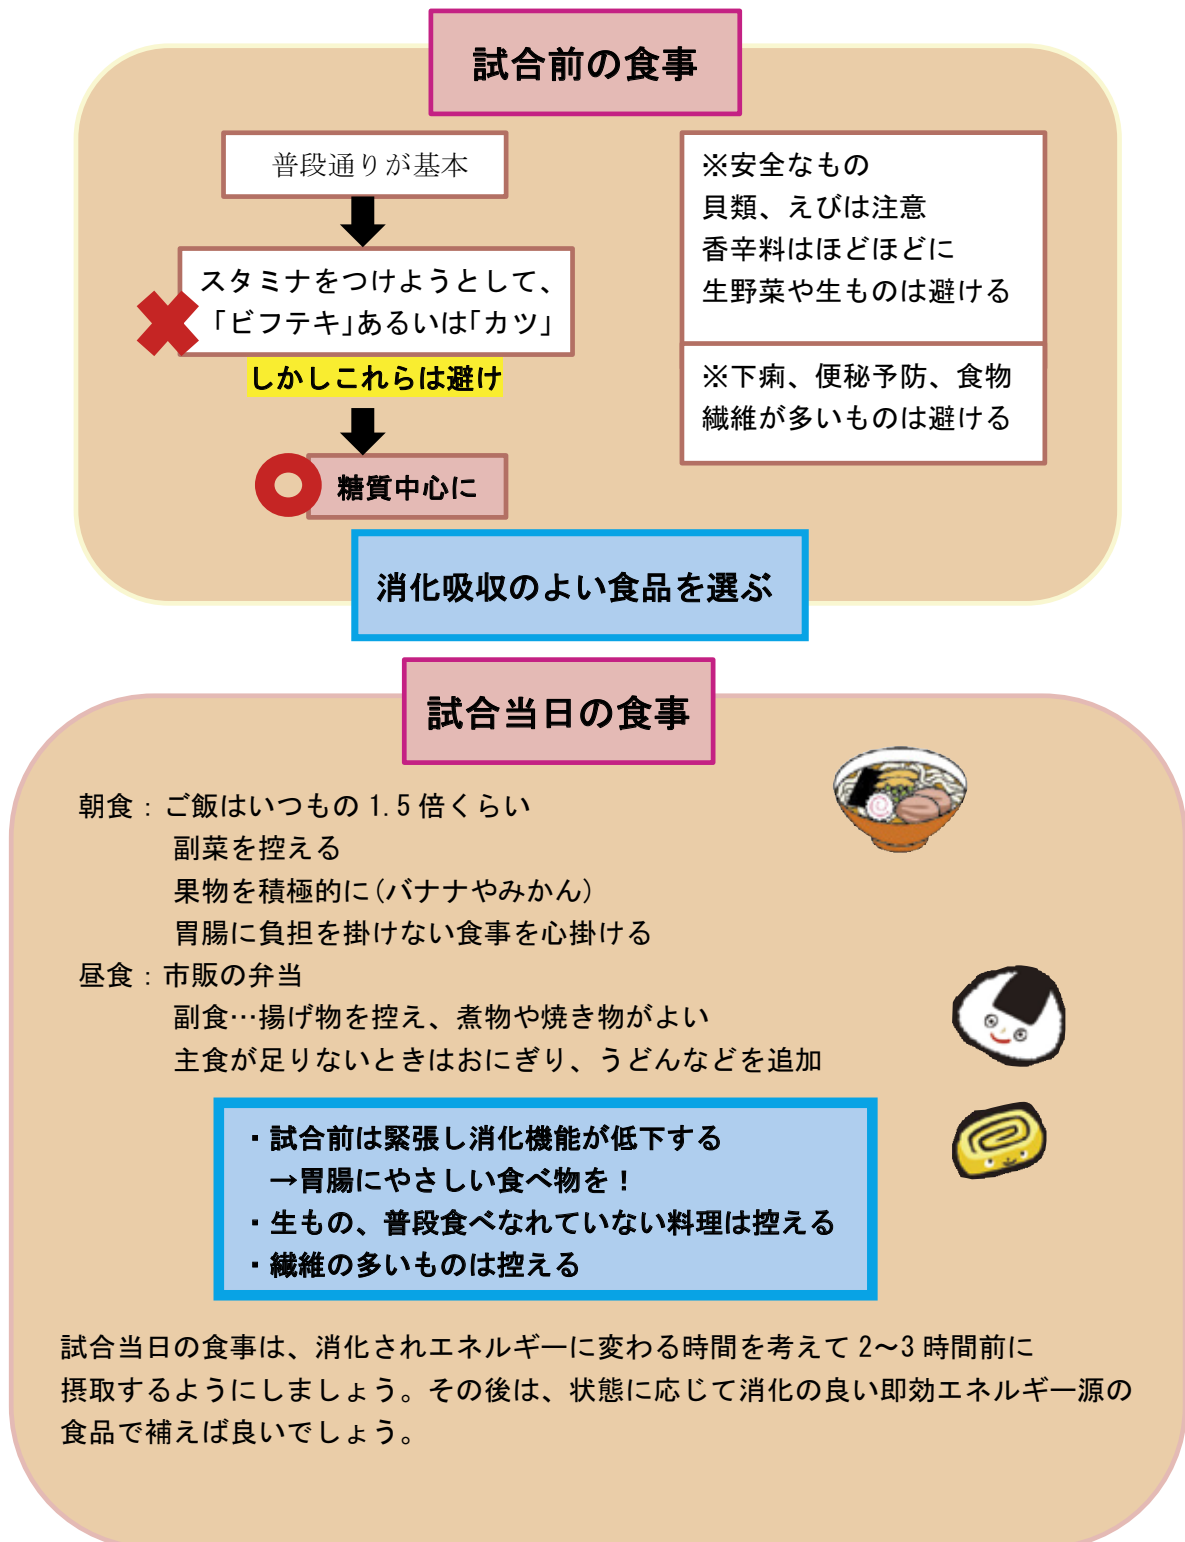 試合前の食事
普段通りが基本
スタミナをつけようとして、
「ビフテキ」あるいは「カツ」
しかしこれらは避け
糖質中心に
※安全なもの
貝類、えびは注意
香辛料はほどほどに
生野菜や生ものは避ける
※下痢、便秘予防、食物
繊維が多いものは避ける
消化吸収のよい食品を選ぶ
試合当日の食事
朝食：ご飯はいつもの1.5倍くらい
副菜を控える
果物を積極的に(バナナやみかん)
胃腸に負担を掛けない食事を心掛ける
昼食：市販の弁当
副食…揚げ物を控え、煮物や焼き物がよい
主食が足りないときはおにぎり、うどんなどを追加
・試合前は緊張し消化機能が低下する
→胃腸にやさしい食べ物を！
・生もの、普段食べなれていない料理は控える
・繊維の多いものは控える
試合当日の食事は、消化されエネルギーに変わる時間を考えて2～3時間前に
摂取するようにしましょう。その後は、状態に応じて消化の良い即効エネルギー源の
食品で補えば良いでしょう。